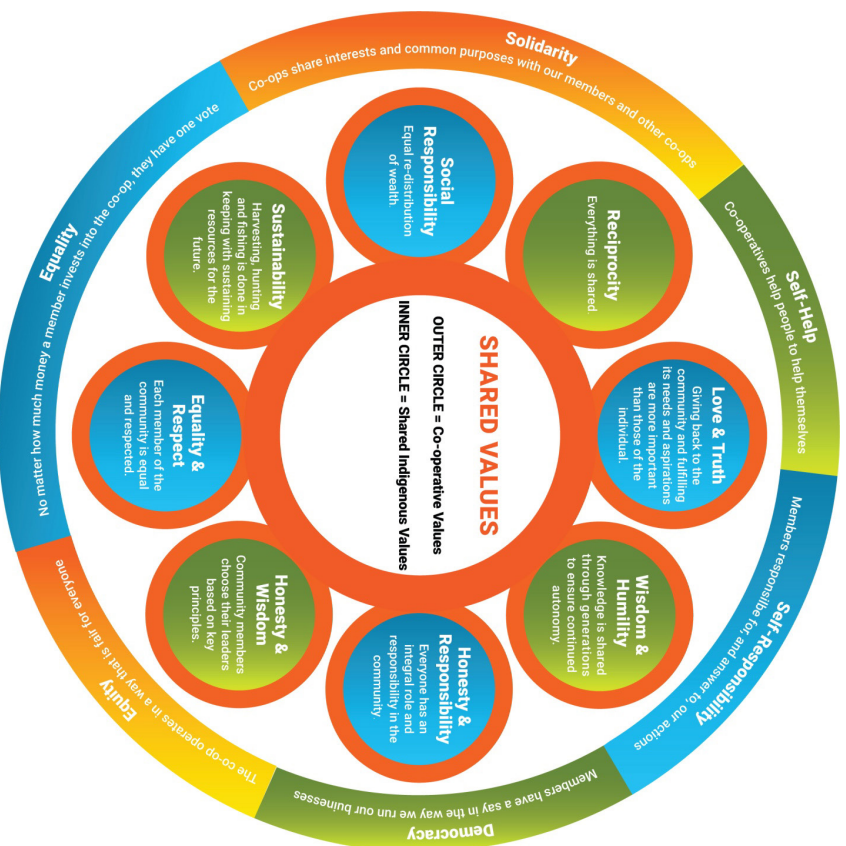 SHARED VALUES
OUTER CIRCLE = Co-operative Values
INNER CIRCLE = Shared Indigenous Values
Solidarity
Co-ops share interests and common purposes with our members and other co-ops
Self-Help
Co-operatives help people to help themselves
Self-Responsibility
Members responsibe for, and answer to, our actions
Democracy
Members have a say in the way we run our buinesses
Equity
The co-op operates in a way that is fair for everyone
Equality
No matter how much money a member invests into the co-op, they have one vote
Love & Truth
Giving back to the
community and fulfilling
its needs and aspirations
are more important
than those of the
individual.
Wisdom &
Humility
Knowledge is shared
through generations
to ensure continued
autonomy.
Honesty &
Responsibility
Everyone has an
integral role and
responsibility in the
community.
Honesty &
Wisdom
Community members
choose their leaders
based on key
principles.
Equality &
Respect
Each member of the
community is equal
and respected.
Sustainability
Harvesting, hunting
and fishing is done in
keeping with sustaining
resources for the
future.
Social
Responsibility
Equal re-distribution
of wealth
Reciprocity
Everything is shared